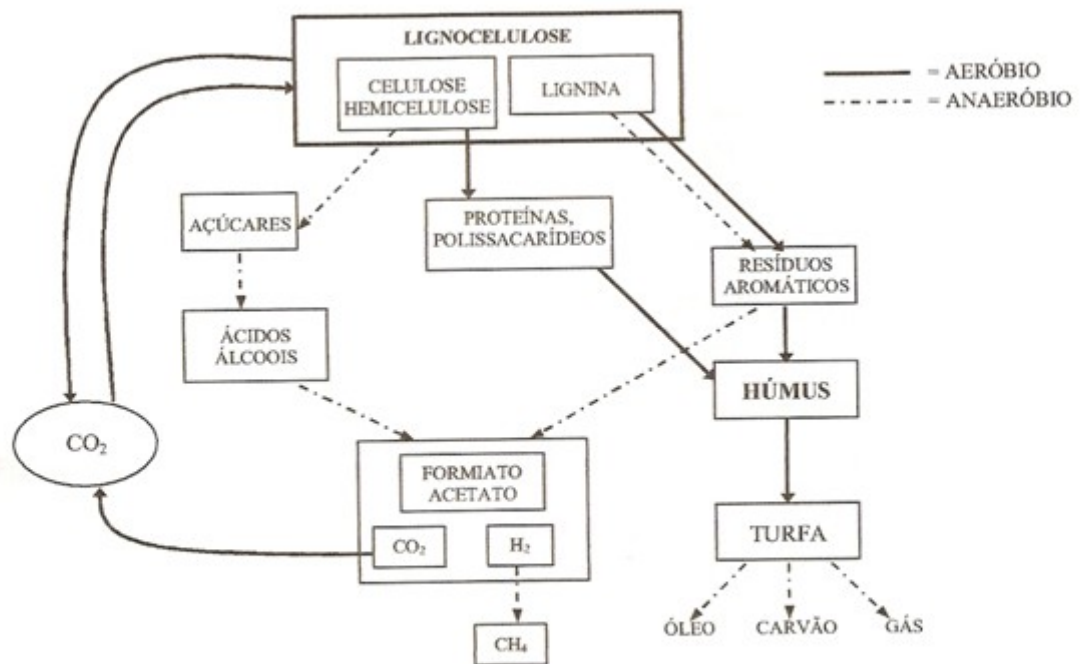 LIGNOCELULOSE
CELULOSE
HEMICELULOSE
LIGNINA
= AERÓBIO
= ANAERÓBIO
AÇÚCARES
PROTEÍNAS,
POLISSACARÍDEOS
RESÍDUOS
AROMÁTICOS
ÁCIDOS
ÁLCOOIS
HÚMUS
CO₂
FORMIATO
ACETATO
CO₂
H₂
TURFA
CH₄
ÓLEO
CARVÃO
GÁS